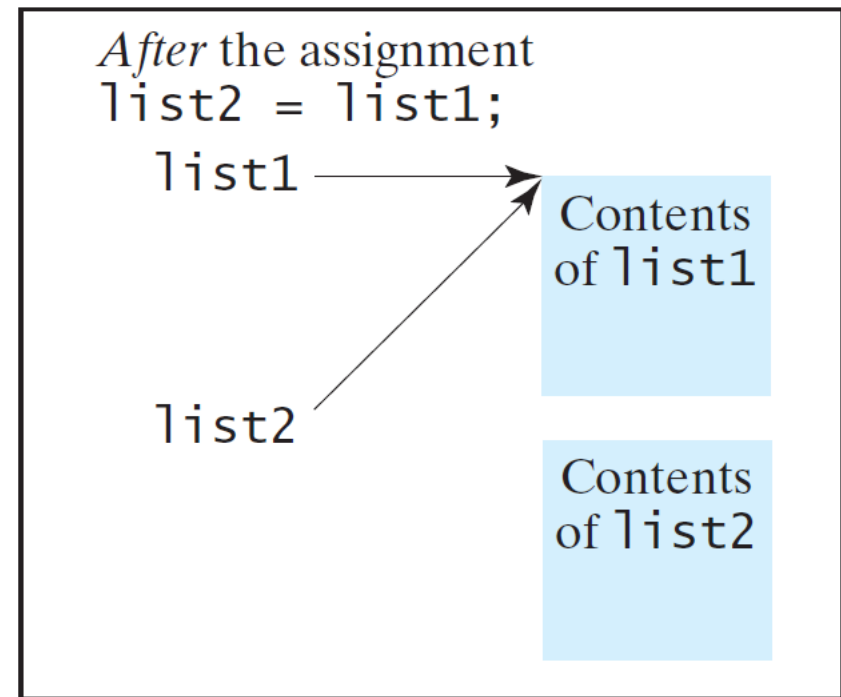 After the assignment
list2 = list1;
list1
Contents
of list1
list2
Contents
of list2